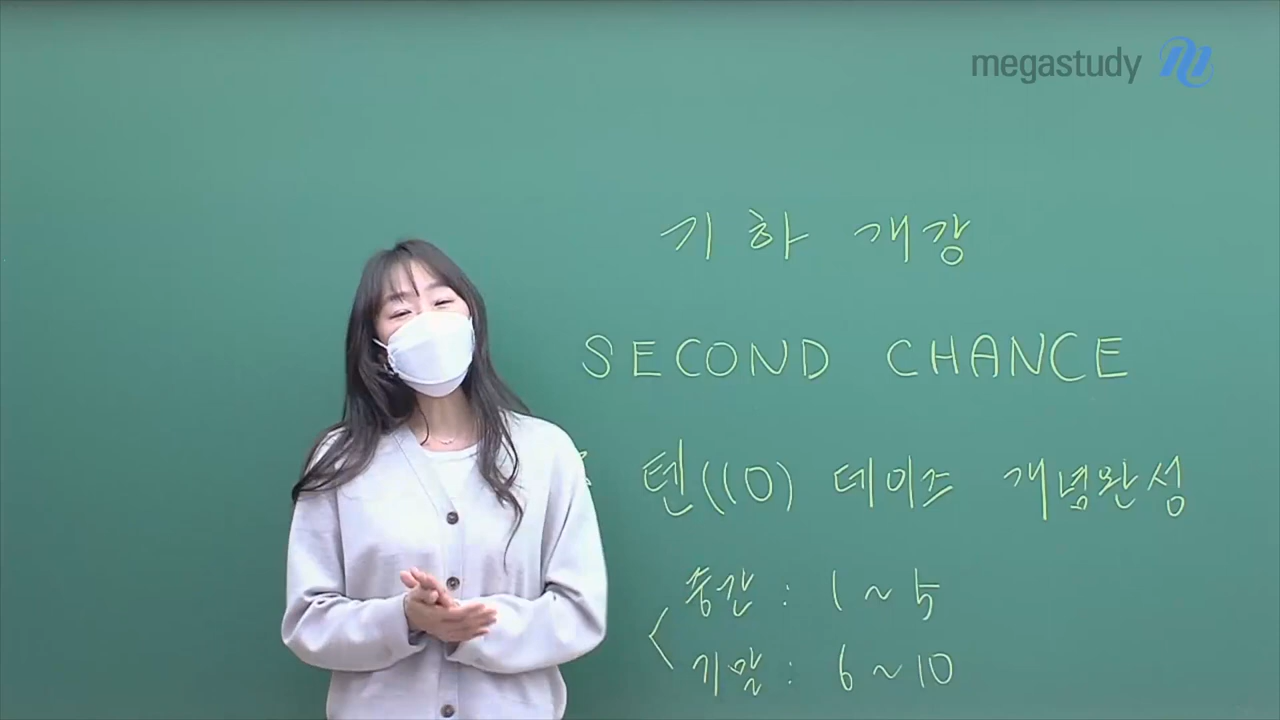 megastudy
기하 개강
SECOND CHANCE
텐(10) 데이즈 개념완성
중간 : 1~5
기말 : 6~10